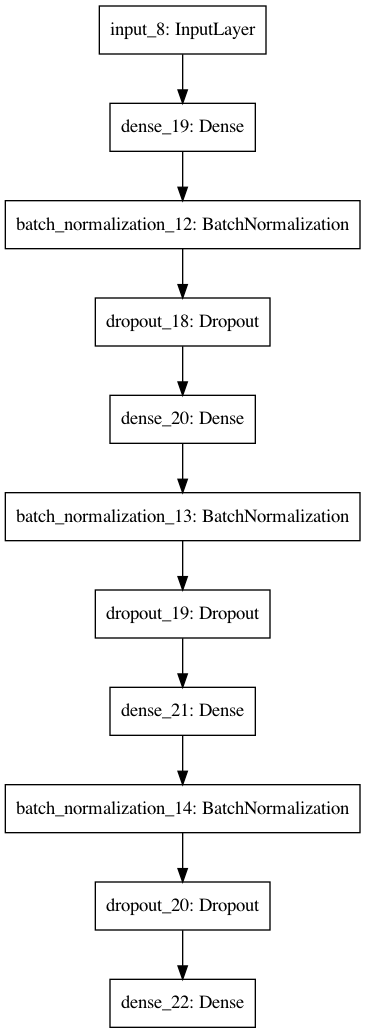 input_8: InputLayer
dense_19: Dense
batch_normalization_12: BatchNormalization
dropout_18: Dropout
dense_20: Dense
batch_normalization_13: BatchNormalization
dropout_19: Dropout
dense_21: Dense
batch_normalization_14: BatchNormalization
dropout_20: Dropout
dense_22: Dense